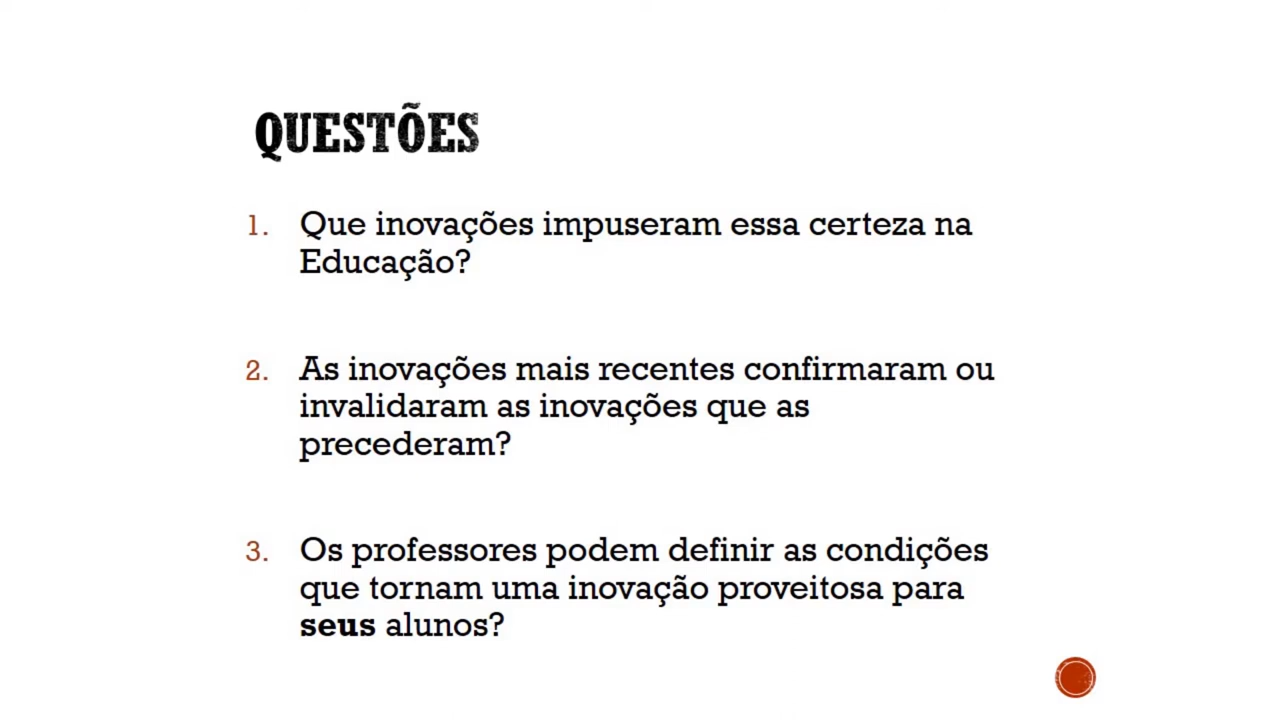 QUESTÕES
1. Que inovações impuseram essa certeza na
Educação?
2. As inovações mais recentes confirmaram ou
invalidaram as inovações que as
precederam?
3. Os professores podem definir as condições
que tornam uma inovação proveitosa para
seus alunos?